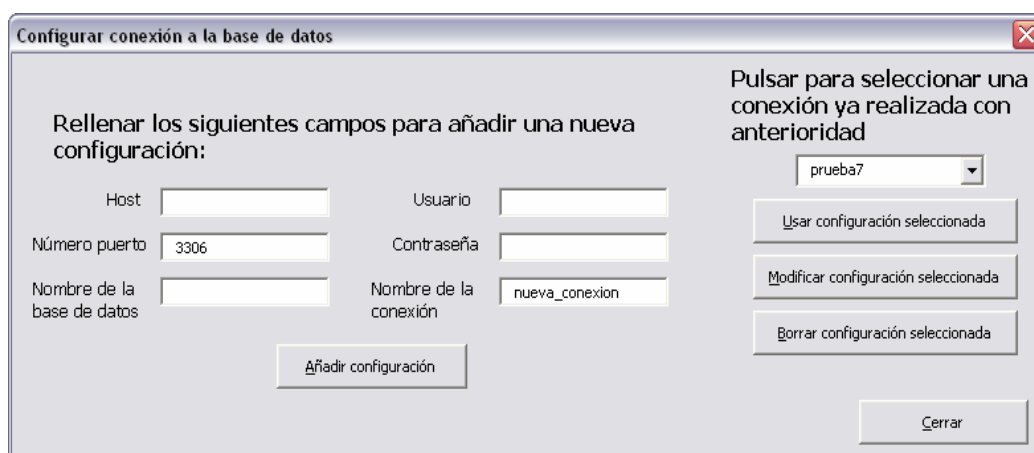 Configurar conexión a la base de datos
Rellenar los siguientes campos para añadir una nueva
configuración:
Host
Usuario
Número puerto
3306
Contraseña
Nombre de la
base de datos
Nombre de la
conexión
nueva_conexion
Añadir configuración
Pulsar para seleccionar una
conexión ya realizada con
anterioridad
prueba7
Usar configuración seleccionada
Modificar configuración seleccionada
Borrar configuración seleccionada
Cerrar